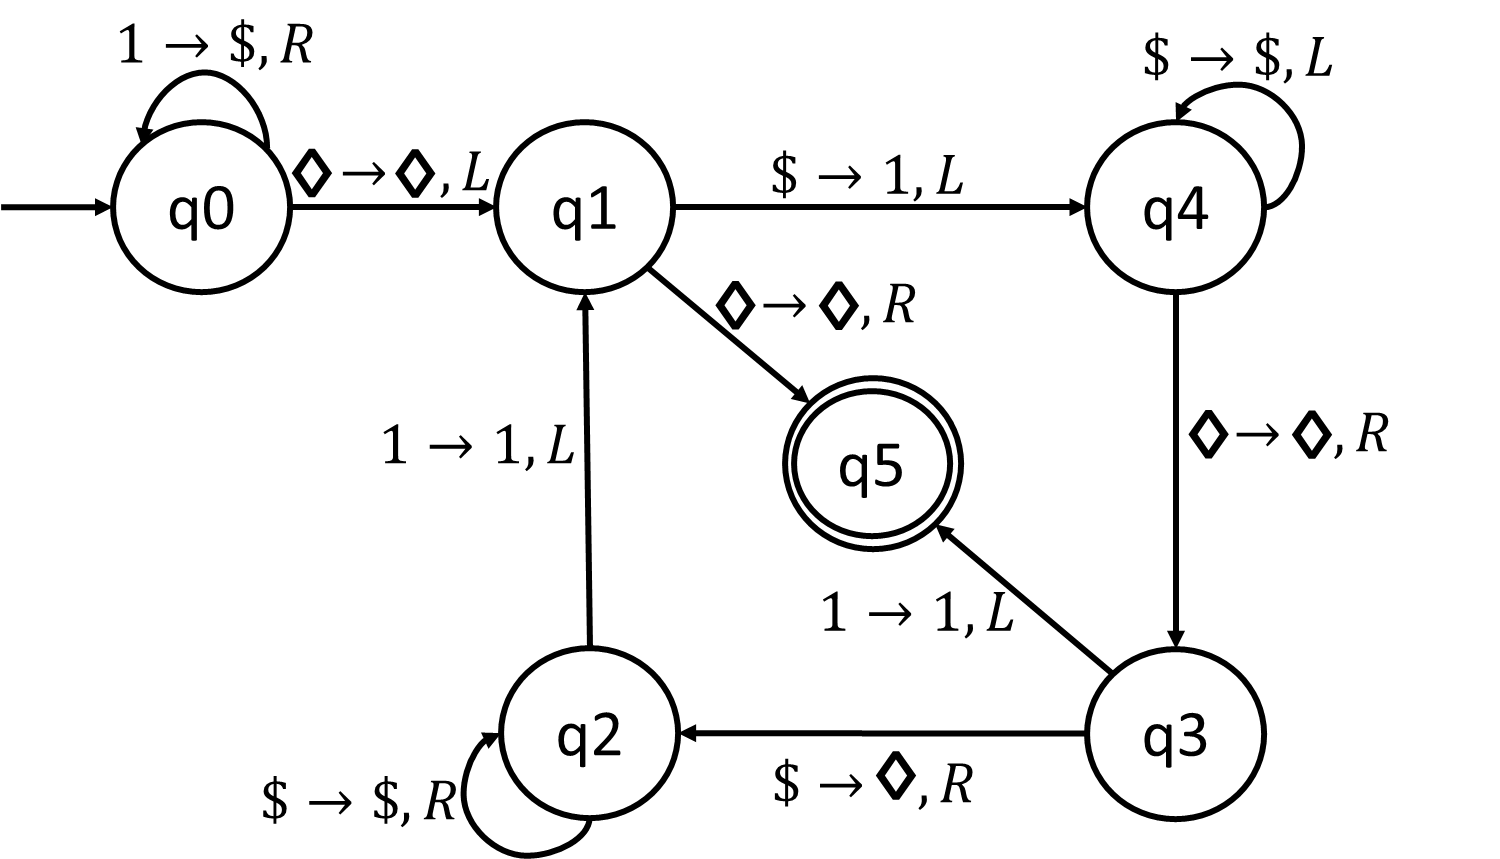 1 → $, R
$ → $, L
◊ → ◊, L
$ → 1, L
q0
q1
q4
◊ → ◊, R
1 → 1, L
q5
◊ → ◊, R
1 → 1, L
q2
q3
$ → ◊, R
$ → $, R